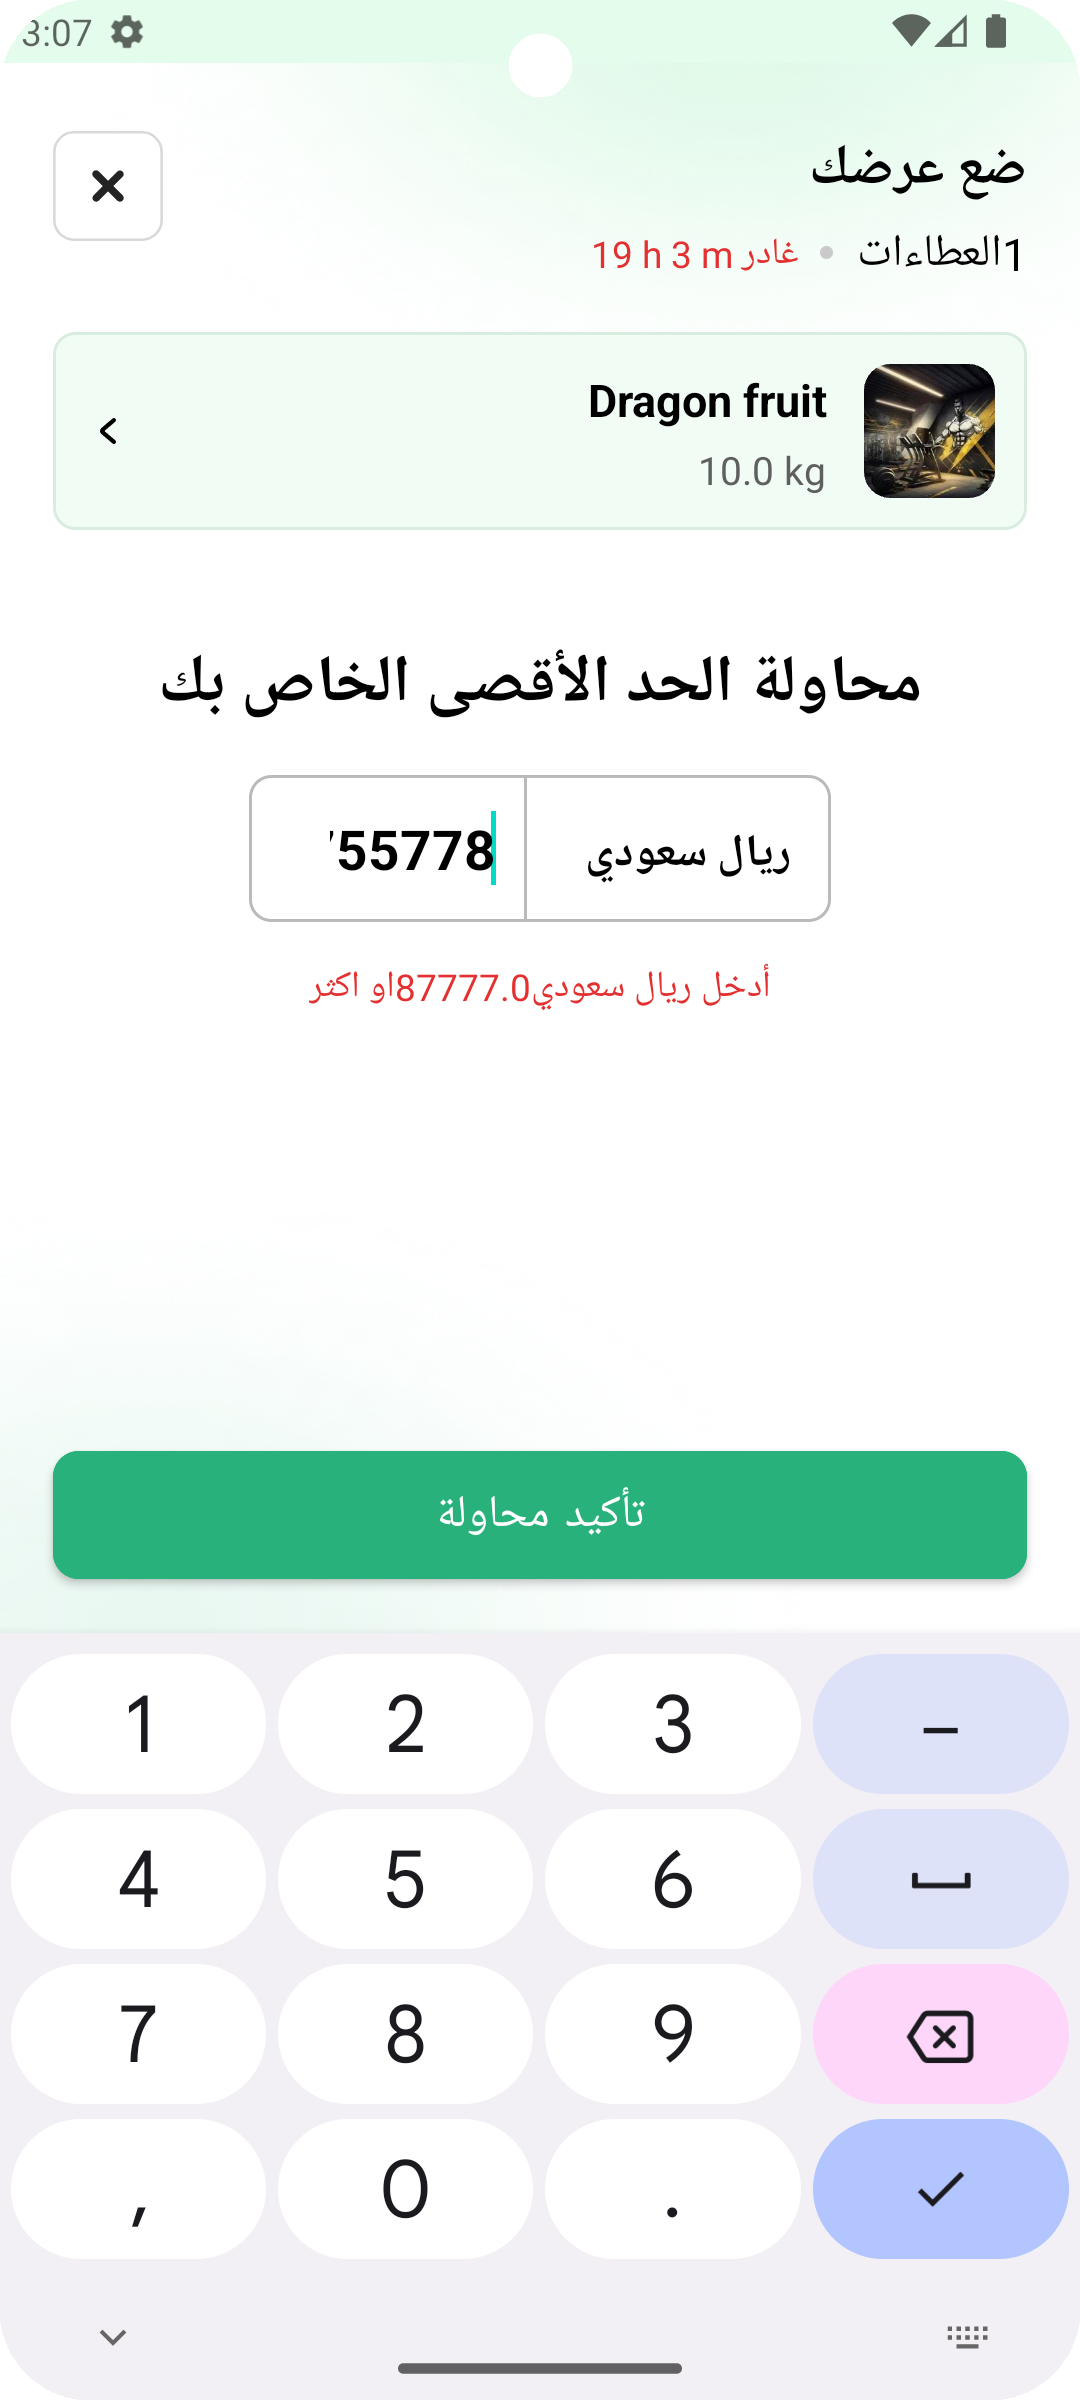 3:07
ضع عرضك
1العطاءات • غادر 19 h 3 m
Dragon fruit
10.0 kg
محاولة الحد الأقصى الخاص بك
ريال سعودي
55778
أدخل ريال سعودي87777.0او اكثر
تأكيد محاولة
1 2 3 –
4 5 6
7 8 9
, 0 .